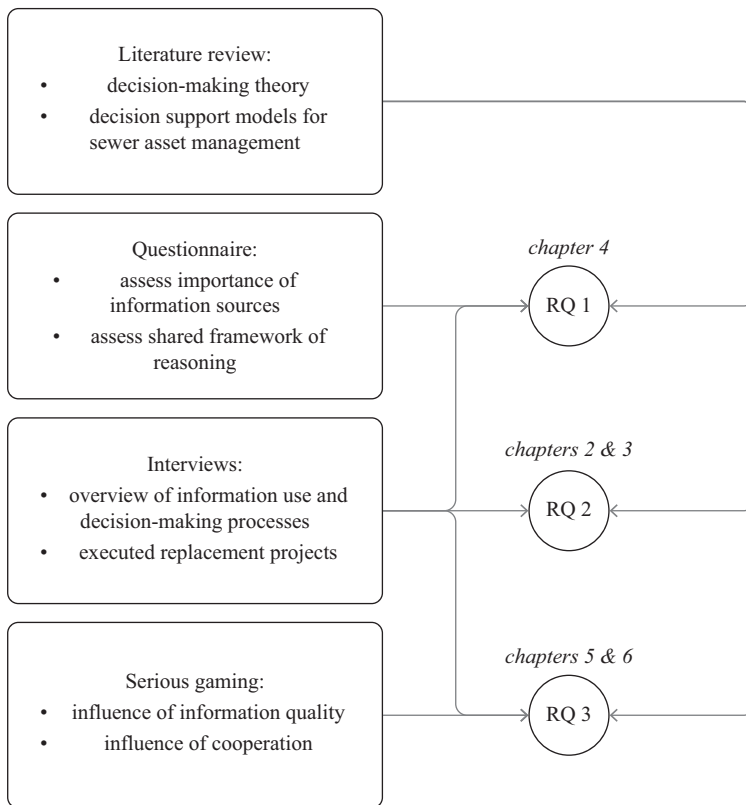 Literature review:
• decision-making theory
• decision support models for
sewer asset management
Questionnaire:
• assess importance of
information sources
• assess shared framework of
reasoning
chapter 4
RQ 1
Interviews:
• overview of information use and
decision-making processes
• executed replacement projects
chapters 2 & 3
RQ 2
Serious gaming:
• influence of information quality
• influence of cooperation
chapters 5 & 6
RQ 3